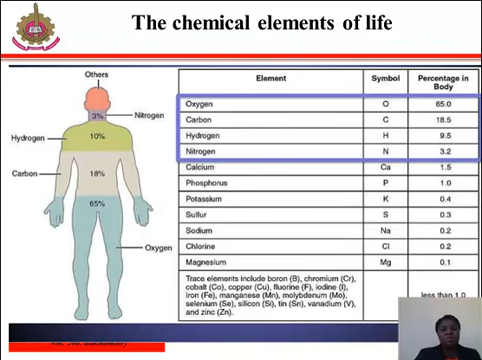 The chemical elements of life
Others
3%
Nitrogen
Hydrogen
10%
Carbon
18%
65%
Oxygen
Element Symbol Percentage in Body
Oxygen O 65.0
Carbon C 18.5
Hydrogen H 9.5
Nitrogen N 3.2
Calcium Ca 1.5
Phosphorus P 1.0
Potassium K 0.4
Sulfur S 0.3
Sodium Na 0.2
Chlorine Cl 0.2
Magnesium Mg 0.1
Trace elements include boron (B), chromium (Cr),
cobalt (Co), copper (Cu), fluorine (F), iodine (I),
iron (Fe), manganese (Mn), molybdenum (Mo),
selenium (Se), silicon (Si), tin (Sn), vanadium (V),
and zinc (Zn).
less than 1.0